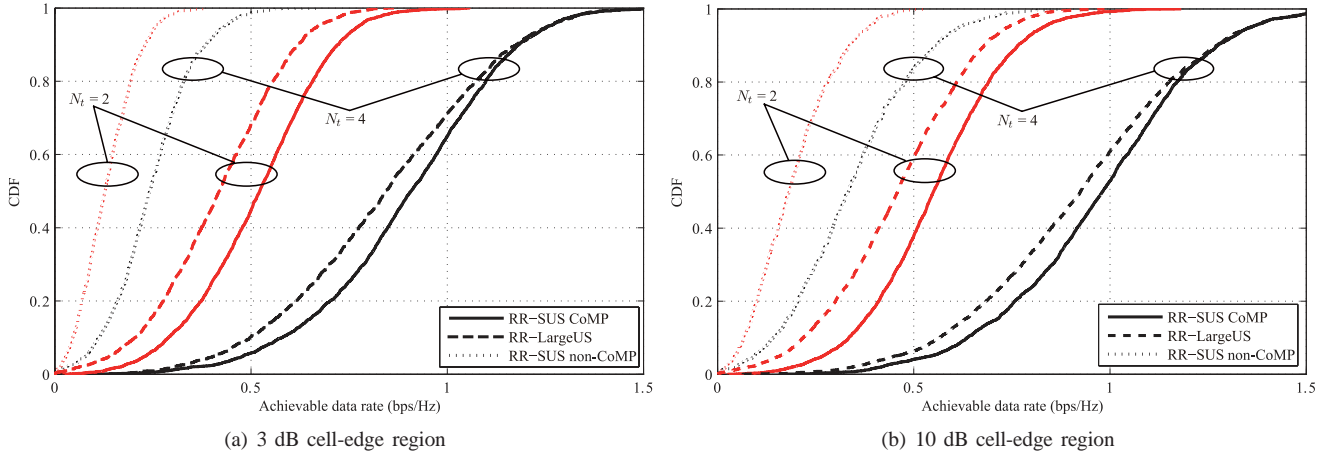 1
0.8
0.6
0.4
0.2
0
CDF
N_t = 2
N_t = 4
RR−SUS CoMP
RR−LargeUS
RR−SUS non−CoMP
0 0.5 1 1.5
Achievable data rate (bps/Hz)
(a) 3 dB cell-edge region
1
0.8
0.6
0.4
0.2
0
CDF
N_t = 2
N_t = 4
RR−SUS CoMP
RR−LargeUS
RR−SUS non−CoMP
0 0.5 1 1.5
Achievable data rate (bps/Hz)
(b) 10 dB cell-edge region